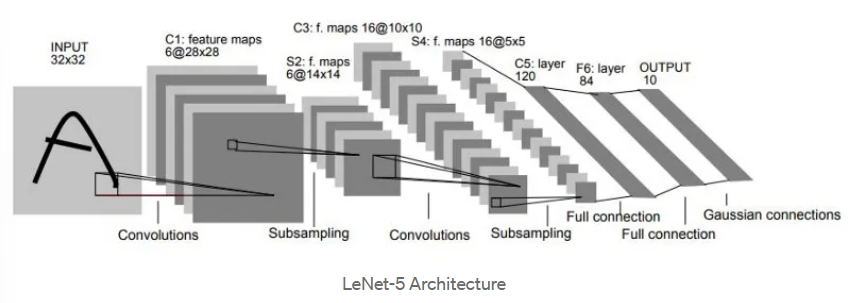 INPUT
32x32
C1: feature maps
6@28x28
S2: f. maps
6@14x14
C3: f. maps 16@10x10
S4: f. maps 16@5x5
C5: layer
120
F6: layer
84
OUTPUT
10
Convolutions
Subsampling
Convolutions
Subsampling
Full connection
Full connection
Gaussian connections
A
LeNet-5 Architecture